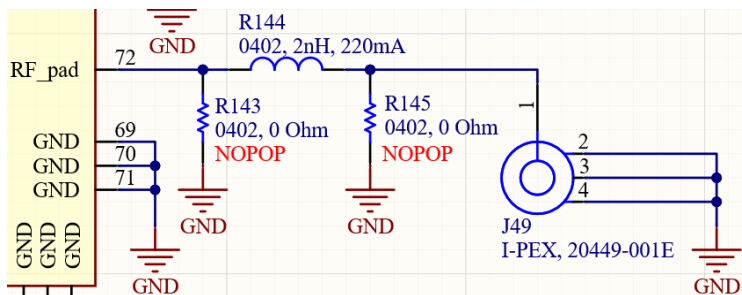 GND
R144
0402, 2nH, 220mA
RF_pad
72
R143
0402, 0 Ohm
NOPOP
R145
0402, 0 Ohm
NOPOP
1
GND
69
GND
70
GND
71
2
3
4
GND
GND
J49
I-PEX, 20449-001E
GND
GND
GND
GND
GND